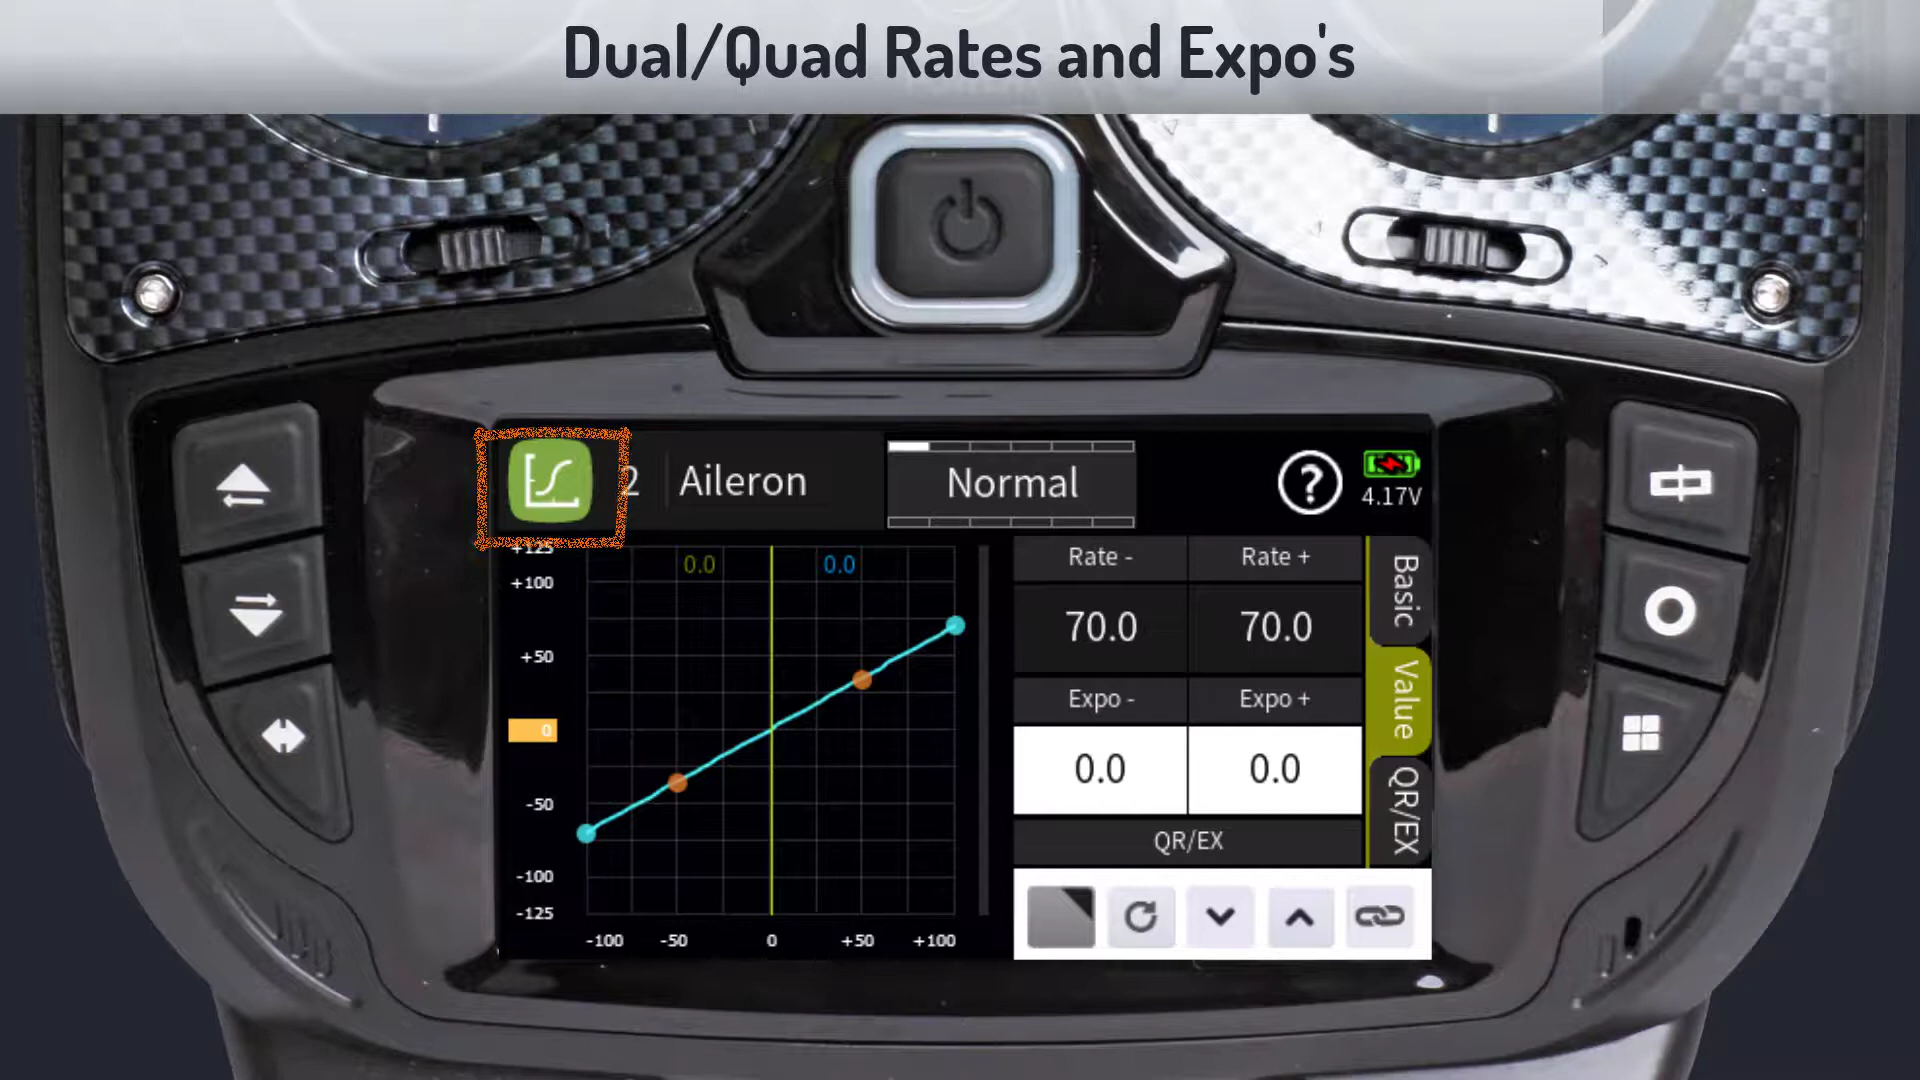 Dual/Quad Rates and Expo's
2 Aileron Normal ? 4.17V
+125 0.0 0.0
+100
+50
0
-50
-100
-125
-100 -50 0 +50 +100
Rate - Rate +
70.0 70.0
Expo - Expo +
0.0 0.0
QR/EX
Basic
Value
QR/EX